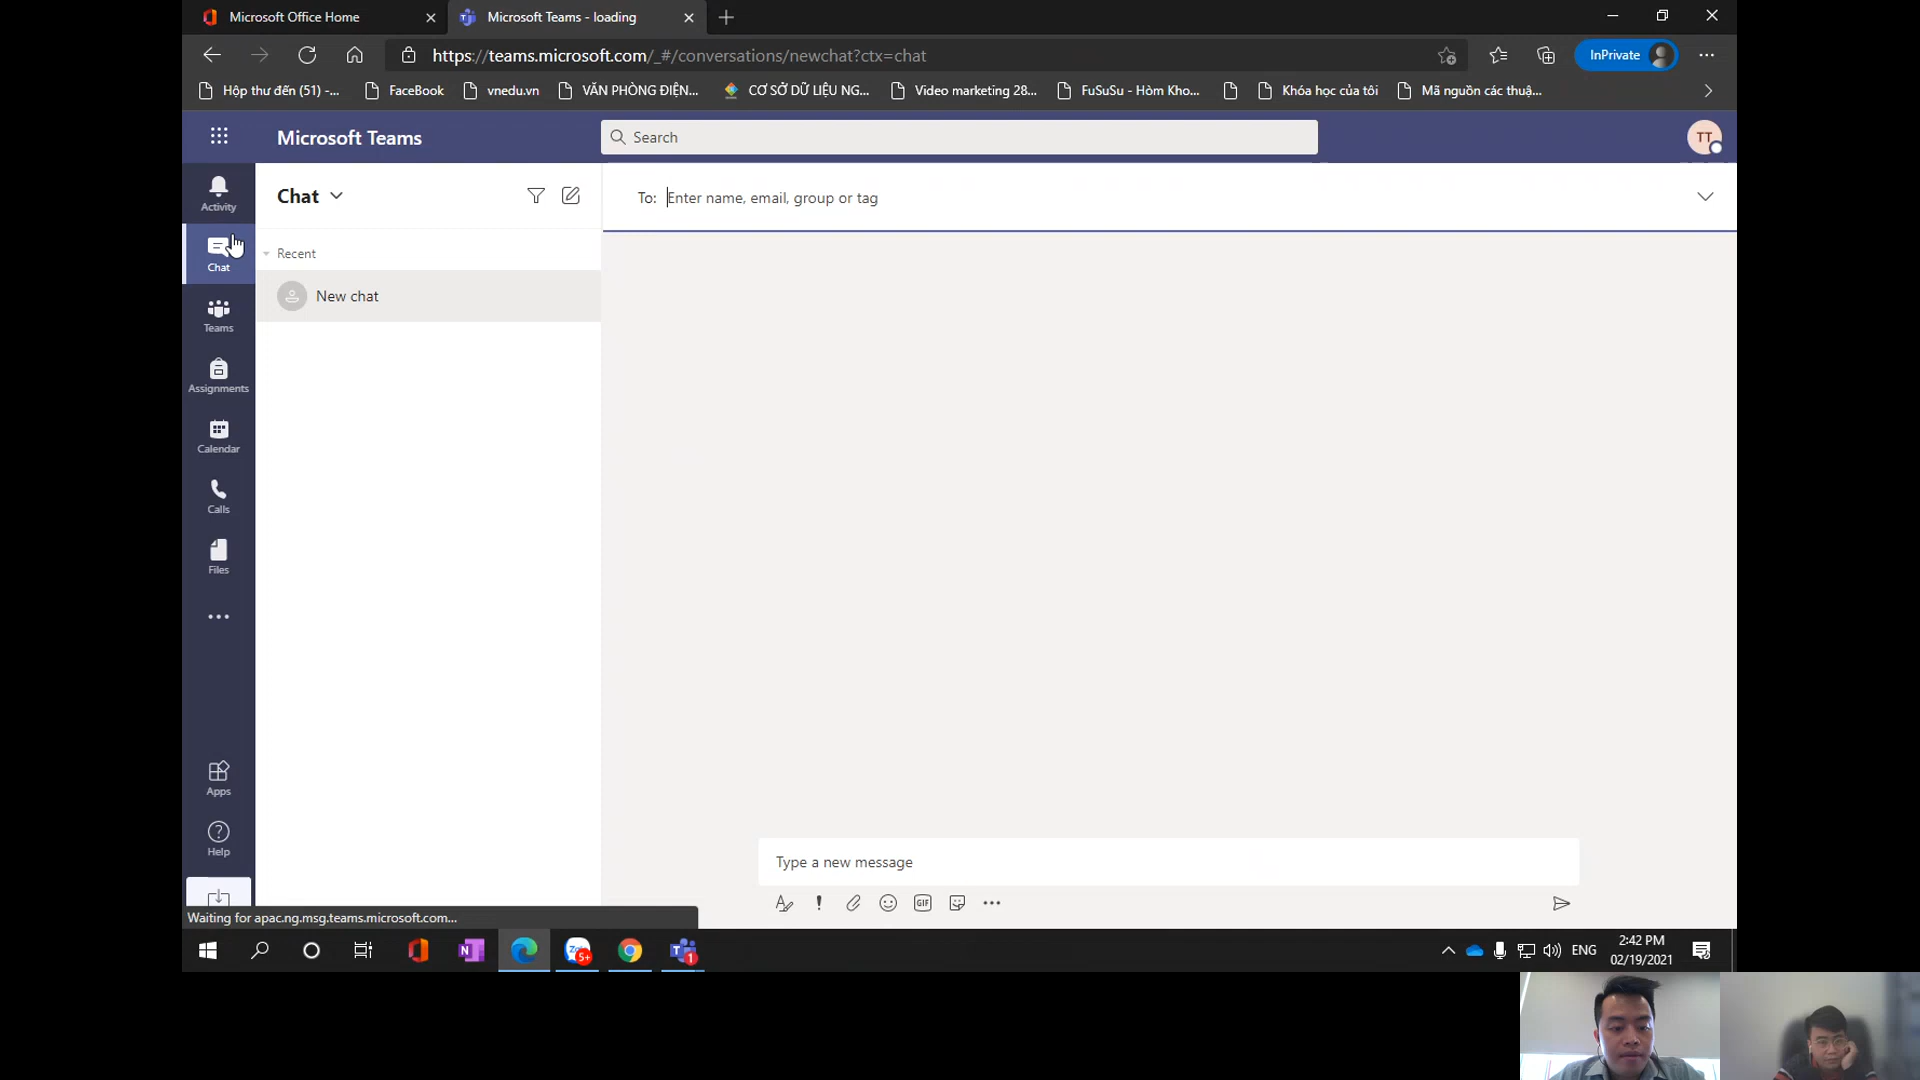 Microsoft Office Home
Microsoft Teams - loading
https://teams.microsoft.com/_#/conversations/newchat?ctx=chat
InPrivate
Hộp thư đến (51) -...
FaceBook
vnedu.vn
VĂN PHÒNG ĐIỆN...
CƠ SỞ DỮ LIỆU NG...
Video marketing 28...
FuSuSu - Hòm Kho...
Khóa học của tôi
Mã nguồn các thuậ...
Microsoft Teams
Search
TT
Activity
Chat
Teams
Assignments
Calendar
Calls
Files
Apps
Help
Chat
Recent
New chat
To: Enter name, email, group or tag
Type a new message
GIF
Waiting for apac.ng.msg.teams.microsoft.com...
N
Zalo
5+
T
1
ENG
2:42 PM
02/19/2021